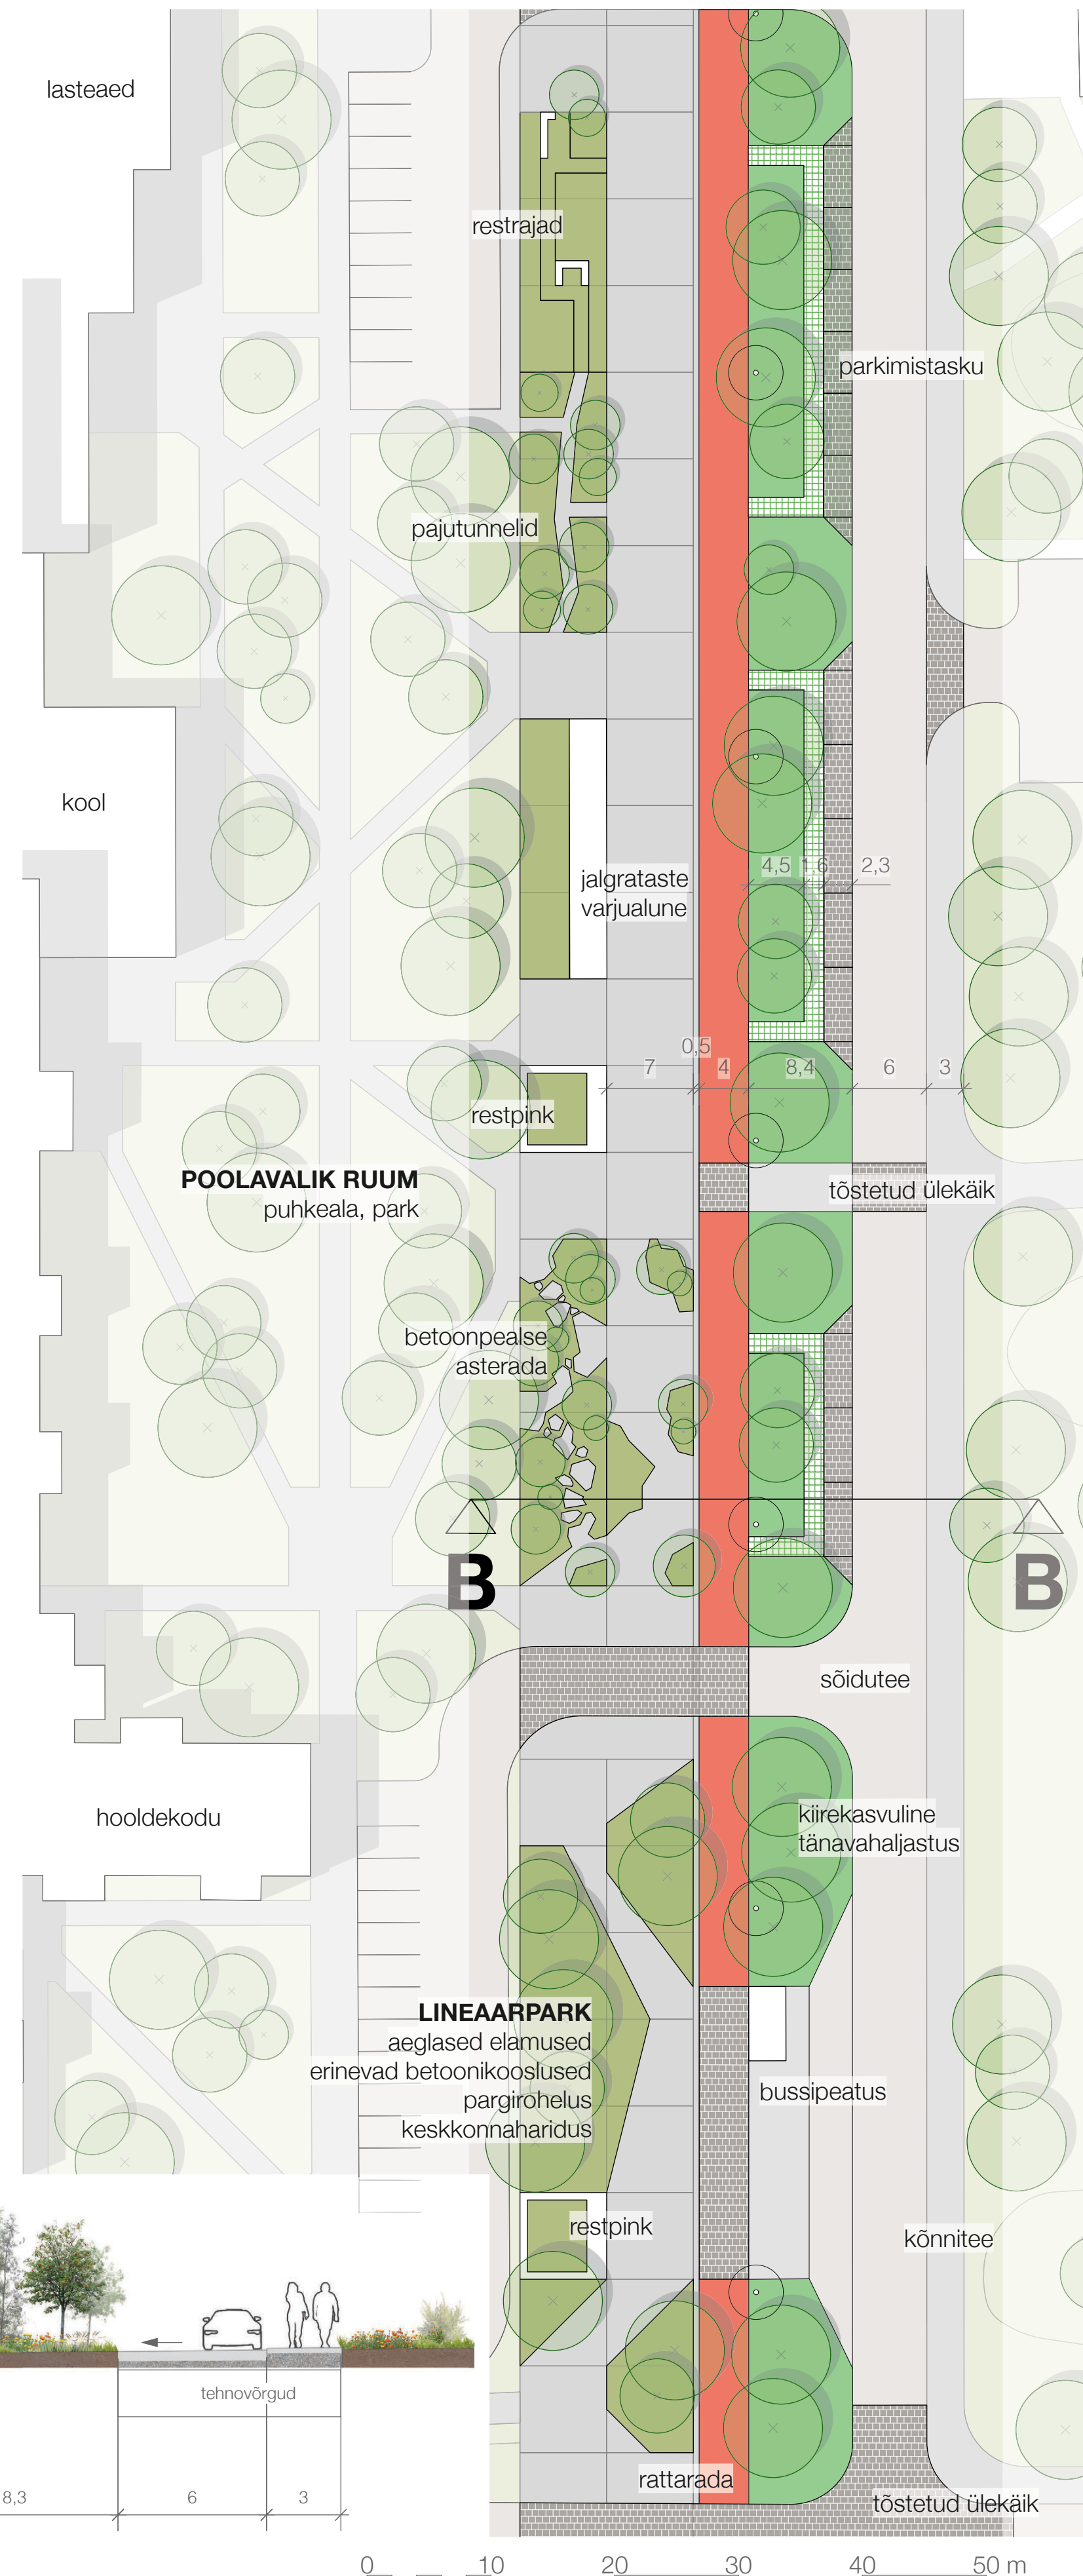 lasteaed
restrajad
parkimistasku
pajutunnelid
kool
4,5 1,6 2,3
jalgrataste
varjualune
0,5
7 4 8,4 6 3
restpink
POOLAVALIK RUUM
puhkeala, park
tõstetud ülekäik
betoonpealse
asterada
B B
sõidutee
hooldekodu
kiirekasvuline
tänavahaljastus
LINEAARPARK
aeglased elamused
erinevad betoonikooslused
pargirohelus
keskkonnaharidus
bussipeatus
restpink
kõnnitee
tehnovõrgud
rattarada
8,3 6 3
tõstetud ülekäik
0 10 20 30 40 50 m